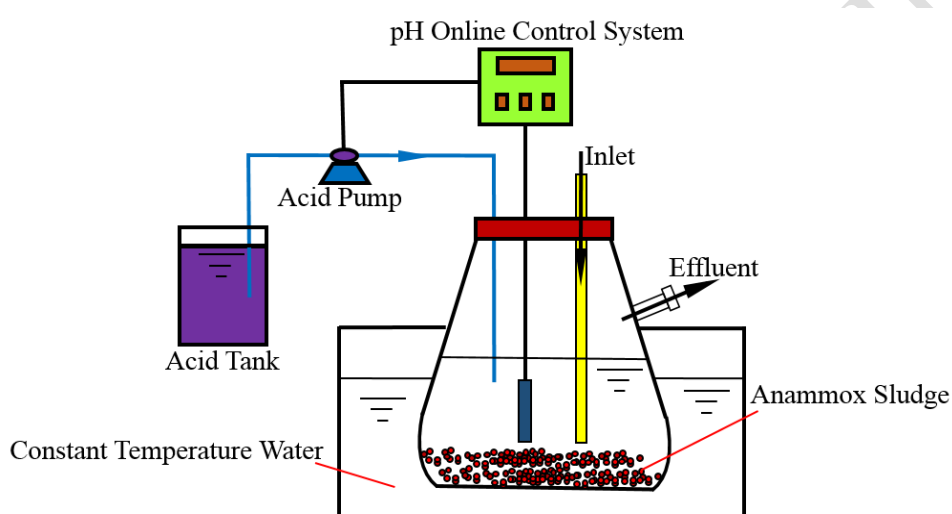 pH Online Control System
Inlet
Acid Pump
Effluent
Acid Tank
Anammox Sludge
Constant Temperature Water